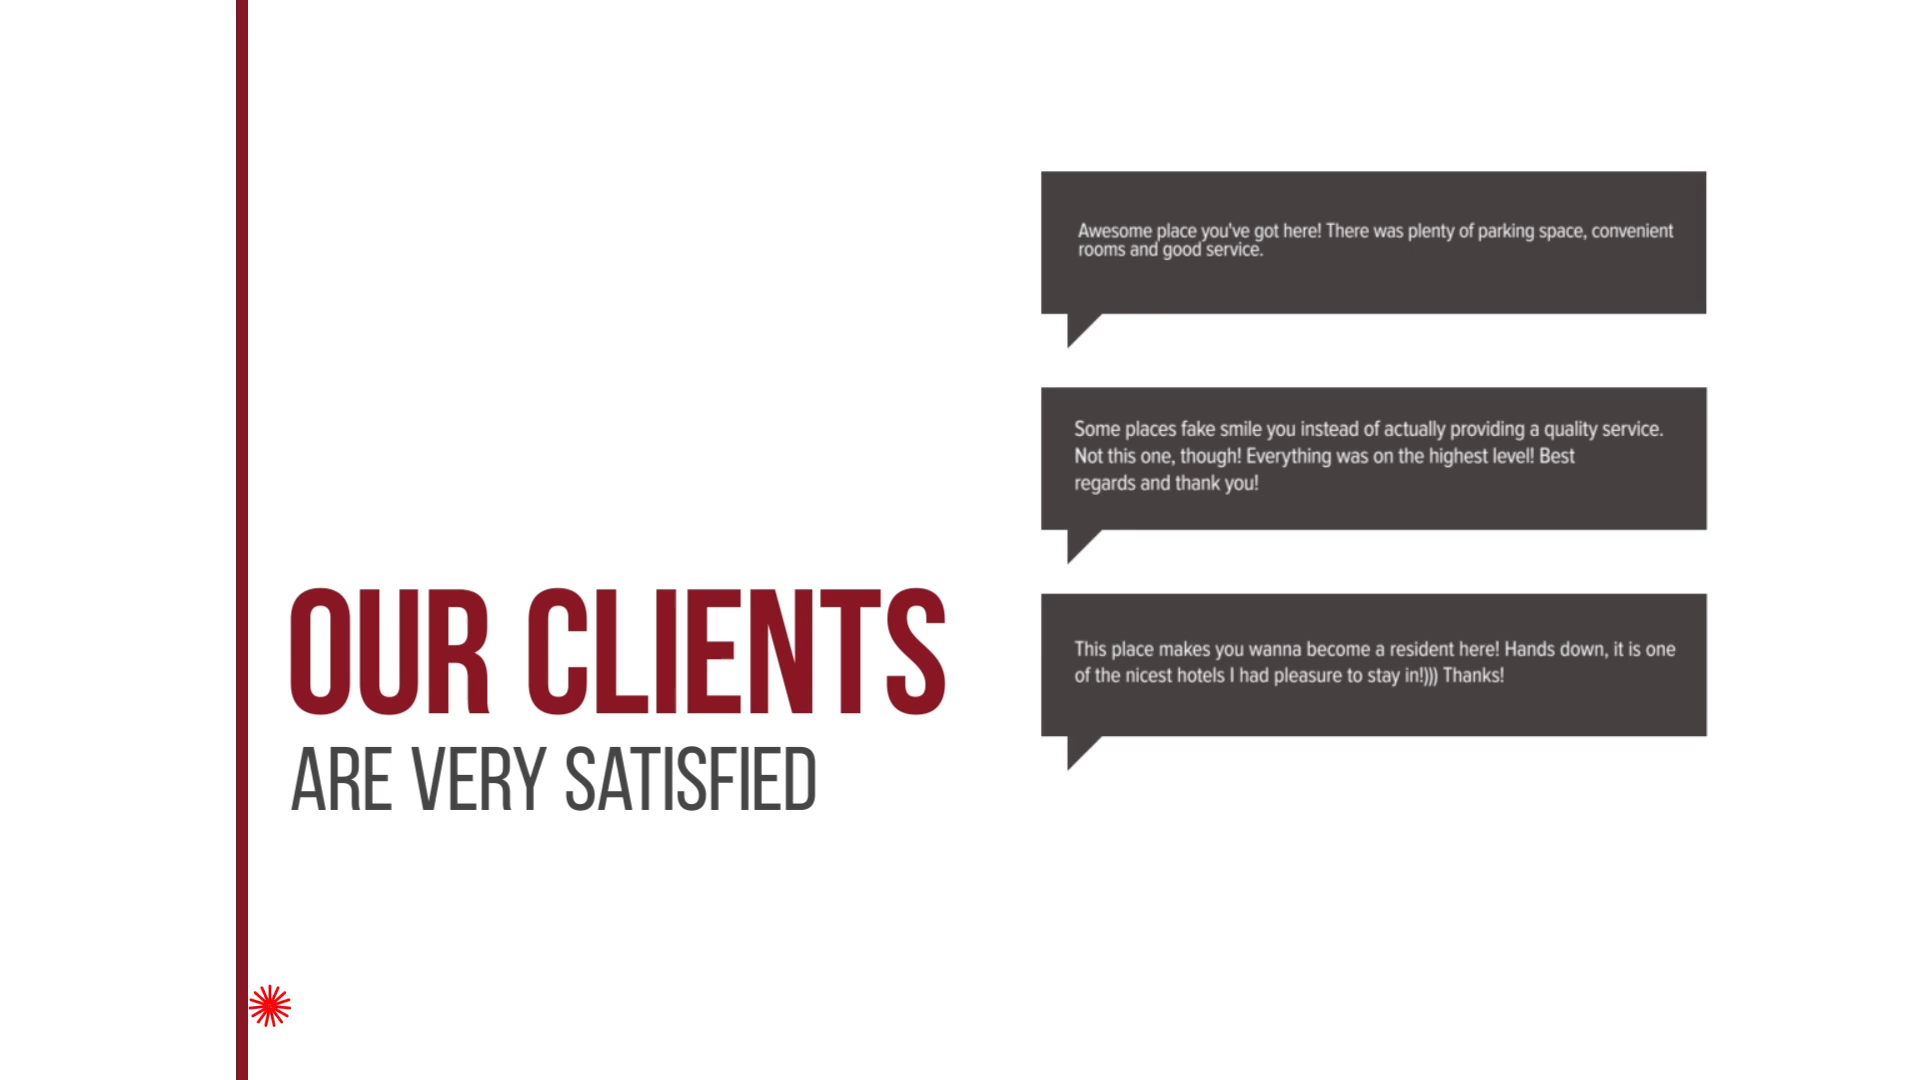 OUR CLIENTS
ARE VERY SATISFIED
Awesome place you've got here! There was plenty of parking space, convenient
rooms and good service.
Some places fake smile you instead of actually providing a quality service.
Not this one, though! Everything was on the highest level! Best
regards and thank you!
This place makes you wanna become a resident here! Hands down, it is one
of the nicest hotels I had pleasure to stay in!))) Thanks!